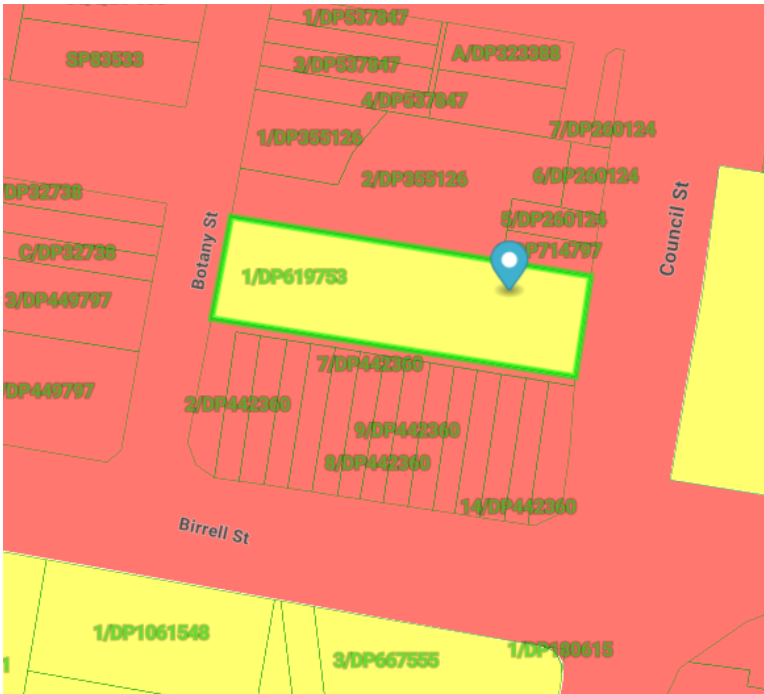 1/DP537847
SP83533
A/DP323388
3/DP537847
4/DP537847
7/DP260124
1/DP355126
2/DP355126
6/DP260124
DP32738
5/DP260124
Council St
Botany St
C/DP32738
P714797
1/DP619753
3/DP449797
7/DP442360
/DP449797
2/DP442360
9/DP442360
8/DP442360
14/DP442360
Birrell St
1/DP1061548
1/DP180615
3/DP667555
1